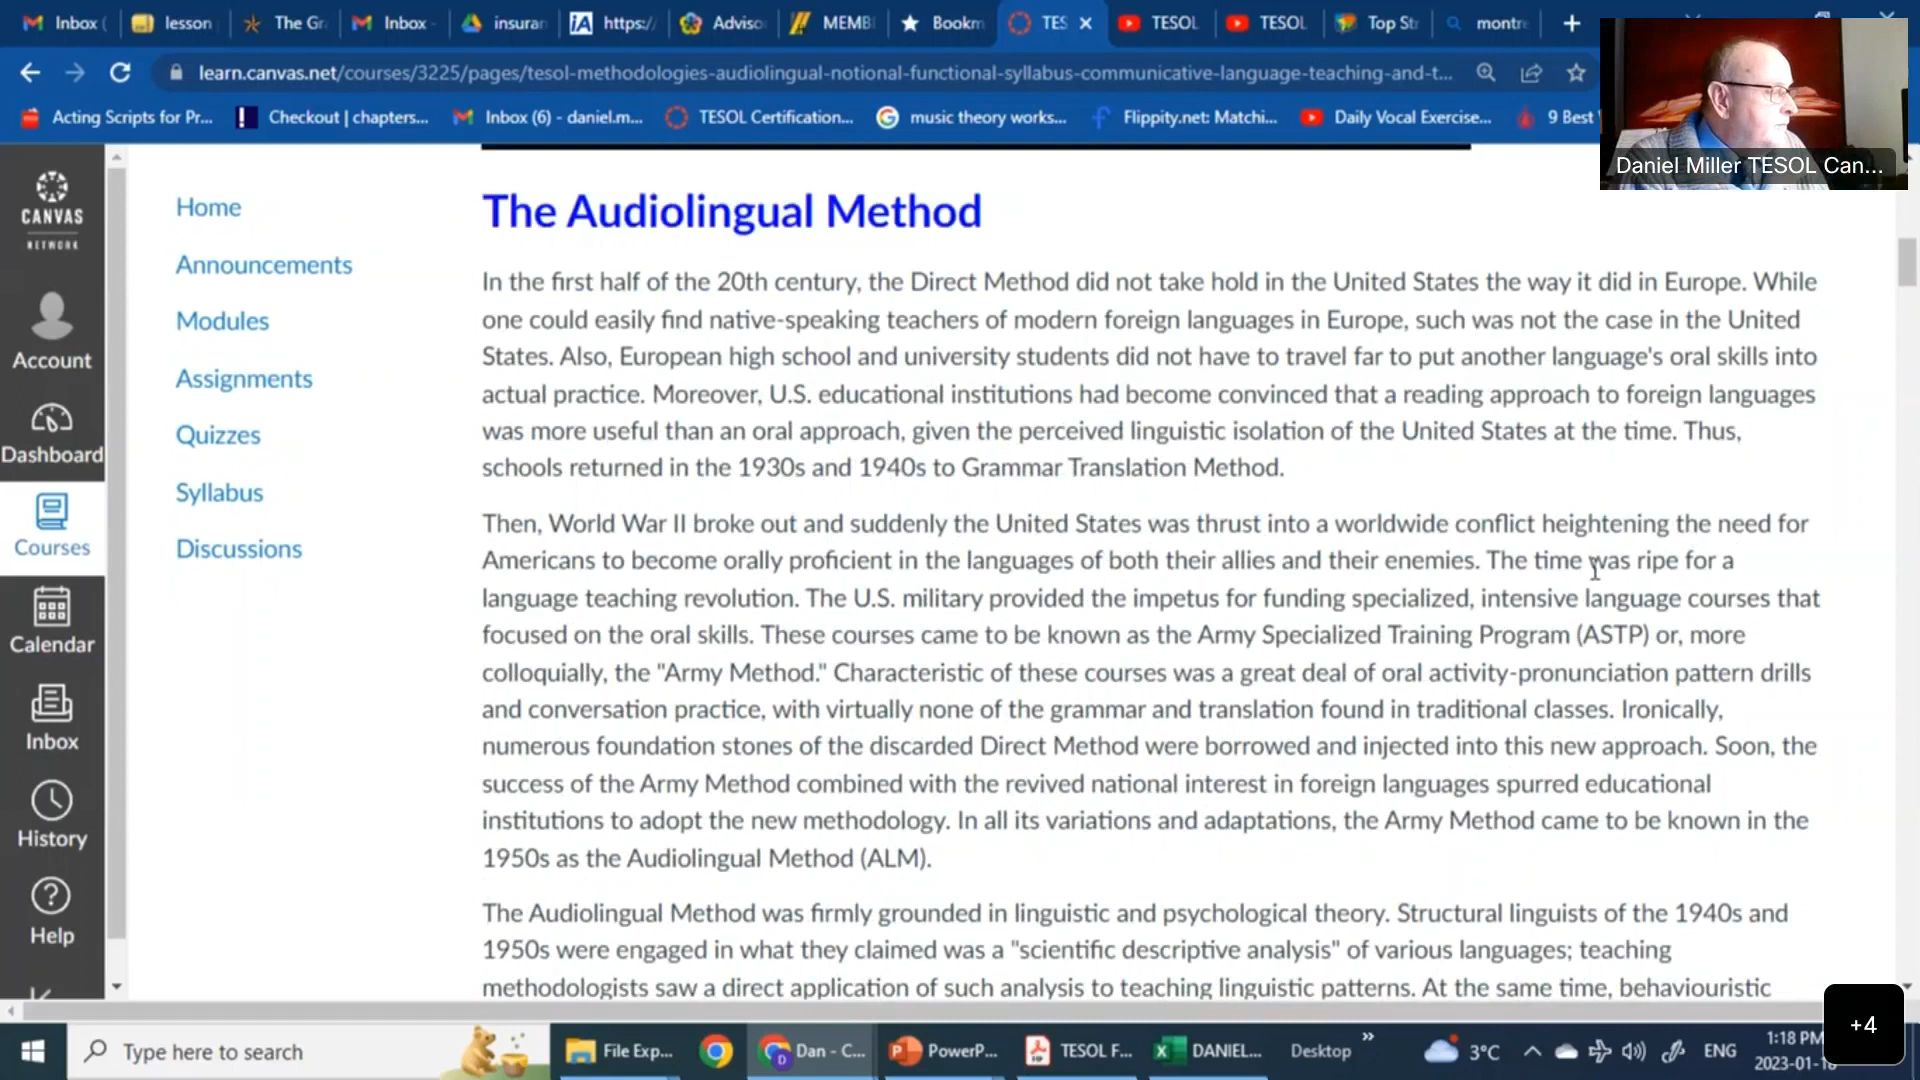 Inbox (
lesson
The Gr
Inbox -
insura
https:/
Adviso
MEMB
Bookm
TES
TESOL
TESOL
Top St
montr
learn.canvas.net/courses/3225/pages/tesol-methodologies-audiolingual-notional-functional-syllabus-communicative-language-teaching-and-t...
Acting Scripts for Pr...
Checkout | chapters...
Inbox (6) - daniel.m...
TESOL Certification...
music theory works...
Flippity.net: Matchi...
Daily Vocal Exercise...
9 Best
Daniel Miller TESOL Can...
CANVAS
NETWORK
Account
Dashboard
Courses
Calendar
Inbox
History
Help
Home
Announcements
Modules
Assignments
Quizzes
Syllabus
Discussions
The Audiolingual Method
In the first half of the 20th century, the Direct Method did not take hold in the United States the way it did in Europe. While
one could easily find native-speaking teachers of modern foreign languages in Europe, such was not the case in the United
States. Also, European high school and university students did not have to travel far to put another language's oral skills into
actual practice. Moreover, U.S. educational institutions had become convinced that a reading approach to foreign languages
was more useful than an oral approach, given the perceived linguistic isolation of the United States at the time. Thus,
schools returned in the 1930s and 1940s to Grammar Translation Method.
Then, World War II broke out and suddenly the United States was thrust into a worldwide conflict heightening the need for
Americans to become orally proficient in the languages of both their allies and their enemies. The time was ripe for a
language teaching revolution. The U.S. military provided the impetus for funding specialized, intensive language courses that
focused on the oral skills. These courses came to be known as the Army Specialized Training Program (ASTP) or, more
colloquially, the "Army Method." Characteristic of these courses was a great deal of oral activity-pronunciation pattern drills
and conversation practice, with virtually none of the grammar and translation found in traditional classes. Ironically,
numerous foundation stones of the discarded Direct Method were borrowed and injected into this new approach. Soon, the
success of the Army Method combined with the revived national interest in foreign languages spurred educational
institutions to adopt the new methodology. In all its variations and adaptations, the Army Method came to be known in the
1950s as the Audiolingual Method (ALM).
The Audiolingual Method was firmly grounded in linguistic and psychological theory. Structural linguists of the 1940s and
1950s were engaged in what they claimed was a "scientific descriptive analysis" of various languages; teaching
methodologists saw a direct application of such analysis to teaching linguistic patterns. At the same time, behaviouristic
+4
Type here to search
File Exp...
Dan - C...
PowerP...
TESOL F...
DANIEL...
Desktop
3°C
ENG
1:18 PM
2023-01-1